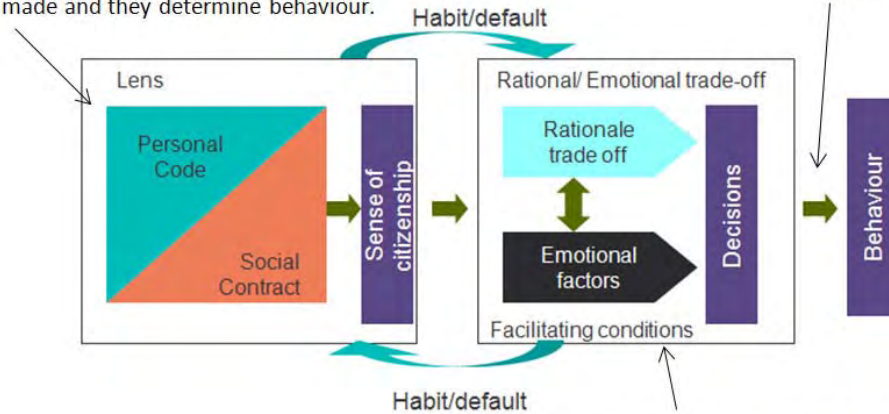 made and they determine behaviour.
Habit/default
Lens
Personal
Code
Social
Contract
Sense of
citizenship
Rational/ Emotional trade-off
Rationale
trade off
Emotional
factors
Decisions
Facilitating conditions
Behaviour
Habit/default